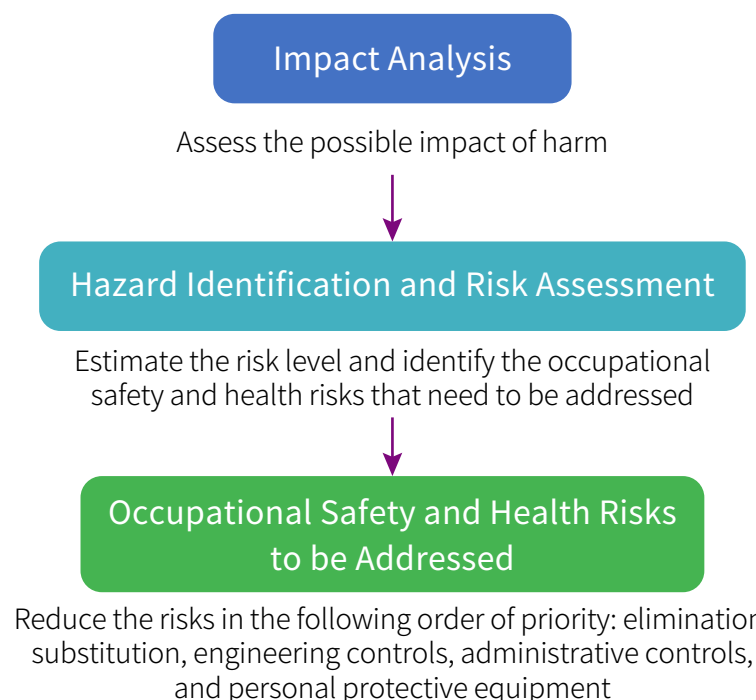 Impact Analysis
Assess the possible impact of harm
Hazard Identification and Risk Assessment
Estimate the risk level and identify the occupational
safety and health risks that need to be addressed
Occupational Safety and Health Risks
to be Addressed
Reduce the risks in the following order of priority: elimination
substitution, engineering controls, administrative controls,
and personal protective equipment